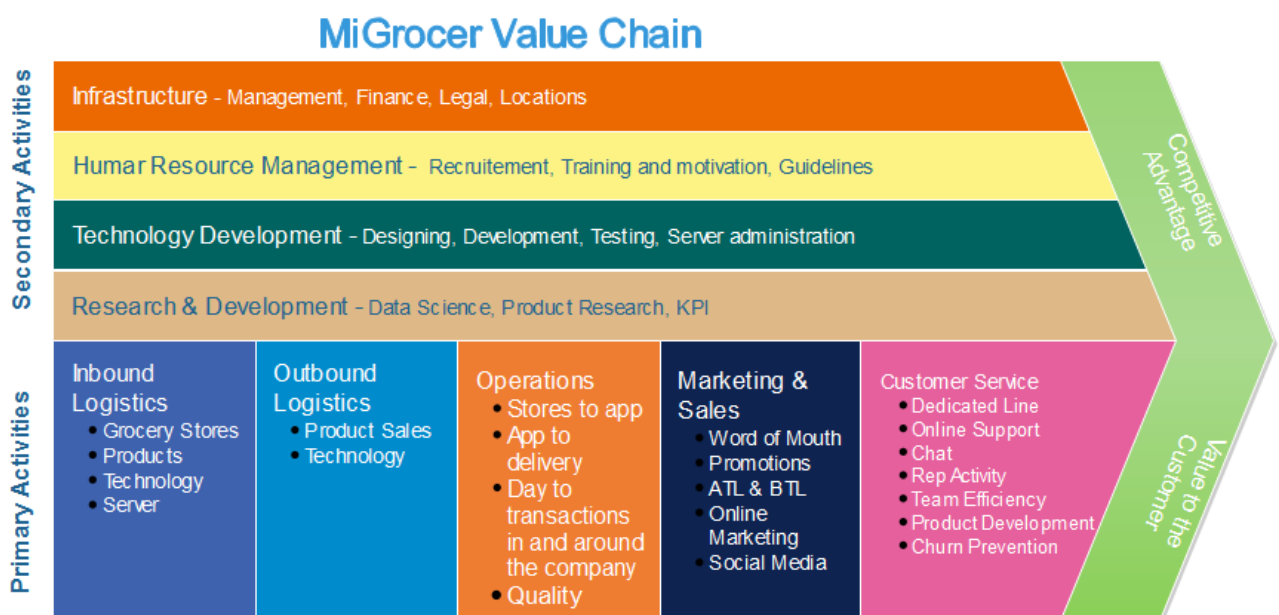 MiGrocer Value Chain
Secondary Activities
Infrastructure - Management, Finance, Legal, Locations
Humar Resource Management - Recruitement, Training and motivation, Guidelines
Technology Development - Designing, Development, Testing, Server administration
Research & Development - Data Science, Product Research, KPI
Competitive
Advantage
Primary Activities
Inbound
Logistics
• Grocery Stores
• Products
• Technology
• Server
Outbound
Logistics
• Product Sales
• Technology
Operations
• Stores to app
• App to
delivery
• Day to
transactions
in and around
the company
• Quality
Marketing &
Sales
• Word of Mouth
• Promotions
• ATL & BTL
• Online
Marketing
• Social Media
Customer Service
• Dedicated Line
• Online Support
• Chat
• Rep Activity
• Team Efficiency
• Product Development
• Churn Prevention
Value to the
Customer